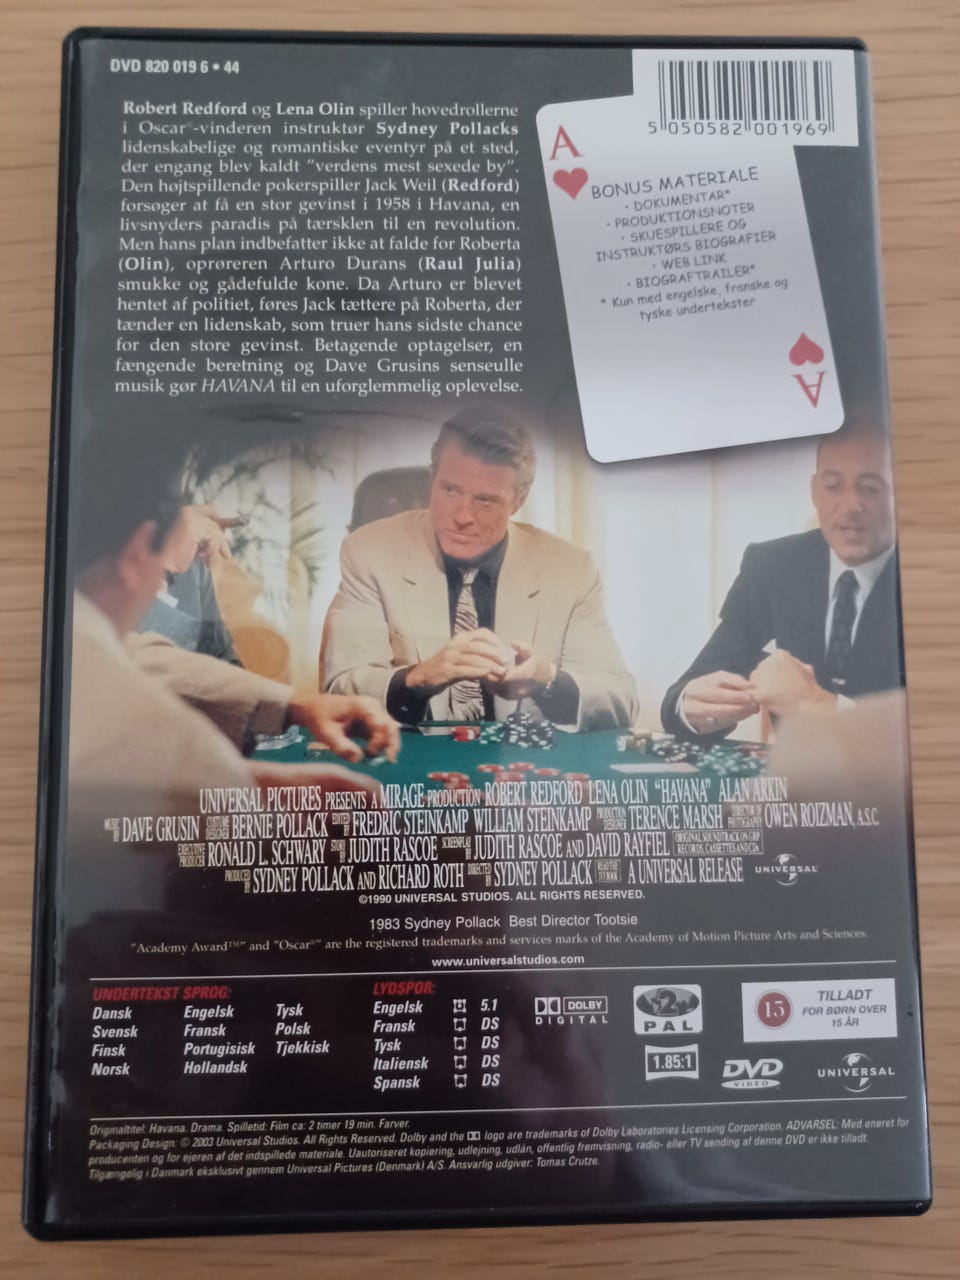 DVD 820 019 6 • 44
5 050582 001969
Robert Redford og Lena Olin spiller hovedrollerne
i Oscar®-vinderen instruktør Sydney Pollacks
lidenskabelige og romantiske eventyr på et sted,
der engang blev kaldt "verdens mest sexede by".
Den højtspillende pokerspiller Jack Weil (Redford)
forsøger at få en stor gevinst i 1958 i Havana, en
livsnyders paradis på tærsklen til en revolution.
Men hans plan indbefatter ikke at falde for Roberta
(Olin), oprøreren Arturo Durans (Raul Julia)
smukke og gådefulde kone. Da Arturo er blevet
hentet af politiet, føres Jack tættere på Roberta, der
tænder en lidenskab, som truer hans sidste chance
for den store gevinst. Betagende optagelser, en
fængende beretning og Dave Grusins senseulle
musik gør HAVANA til en uforglemmelig oplevelse.
A
BONUS MATERIALE
• DOKUMENTAR*
• PRODUKTIONSNOTER
• SKUESPILLERE OG
INSTRUKTØRS BIOGRAFIER
• WEB LINK
• BIOGRAFTRAILER*
* Kun med engelske, franske og
tyske undertekster
A
UNIVERSAL PICTURES PRESENTS A MIRAGE PRODUCTION ROBERT REDFORD LENA OLIN "HAVANA" ALAN ARKIN
MUSIC BY DAVE GRUSIN COSTUME DESIGNER BERNIE POLLACK EDITED BY FREDRIC STEINKAMP WILLIAM STEINKAMP PRODUCTION DESIGNER TERENCE MARSH DIRECTOR OF PHOTOGRAPHY OWEN ROIZMAN, A.S.C.
EXECUTIVE PRODUCER RONALD L. SCHWARY STORY BY JUDITH RASCOE SCREENPLAY BY JUDITH RASCOE AND DAVID RAYFIEL ORIGINAL SOUNDTRACK ON GRP RECORDS, CASSETTES AND CDs
PRODUCED BY SYDNEY POLLACK AND RICHARD ROTH DIRECTED BY SYDNEY POLLACK READ THE JOVE BOOK A UNIVERSAL RELEASE UNIVERSAL
©1990 UNIVERSAL STUDIOS. ALL RIGHTS RESERVED.
1983 Sydney Pollack Best Director Tootsie
"Academy Award™" and "Oscar®" are the registered trademarks and services marks of the Academy of Motion Picture Arts and Sciences.
www.universalstudios.com
UNDERTEKST SPROG:
Dansk Engelsk Tysk
Svensk Fransk Polsk
Finsk Portugisisk Tjekkisk
Norsk Hollandsk
LYDSPOR:
Engelsk 5.1
Fransk DS
Tysk DS
Italiensk DS
Spansk DS
DOLBY
DIGITAL
2
PAL
1.85:1
15
TILLADT
FOR BØRN OVER
15 ÅR
DVD
VIDEO
UNIVERSAL
Originaltitel: Havana. Drama. Spilletid: Film ca: 2 timer 19 min. Farver.
Packaging Design: © 2003 Universal Studios. All Rights Reserved. Dolby and the logo are trademarks of Dolby Laboratories Licensing Corporation. ADVARSEL: Med eneret for
producenten og for ejeren af det indspillede materiale. Uautoriseret kopiering, udlejning, udlån, offentlig fremvisning, radio- eller TV sending af denne DVD er ikke tilladt.
Tilgængelig i Danmark eksklusivt gennem Universal Pictures (Denmark) A/S. Ansvarlig udgiver: Tomas Crutze.